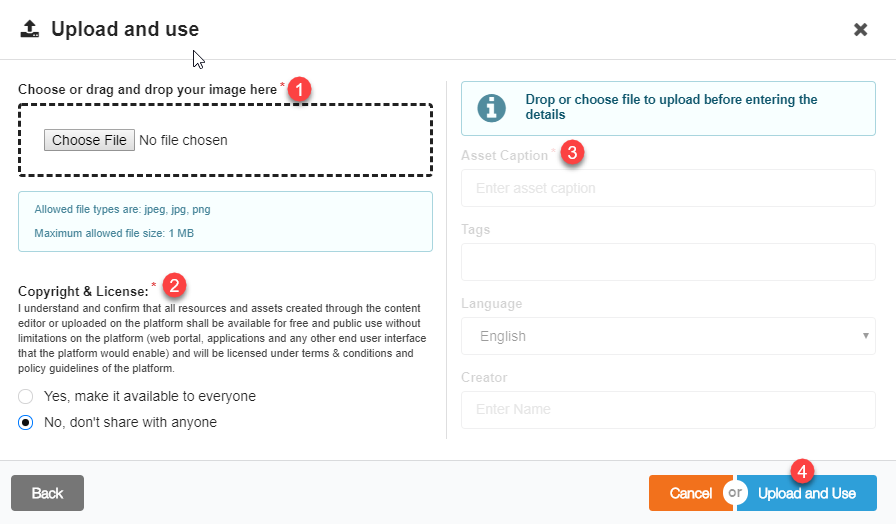 Upload and use
Choose or drag and drop your image here * 1
Choose File No file chosen
Allowed file types are: jpeg, jpg, png
Maximum allowed file size: 1 MB
Copyright & License: * 2
I understand and confirm that all resources and assets created through the content
editor or uploaded on the platform shall be available for free and public use without
limitations on the platform (web portal, applications and any other end user interface
that the platform would enable) and will be licensed under terms & conditions and
policy guidelines of the platform.
Yes, make it available to everyone
No, don't share with anyone
Drop or choose file to upload before entering the
details
Asset Caption * 3
Enter asset caption
Tags
Language
English
Creator
Enter Name
4
Back
Cancel or Upload and Use